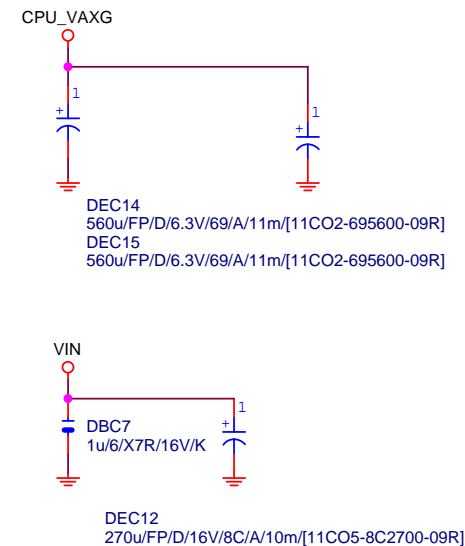 CPU_VAXG
1
+
1
+
DEC14
560u/FP/D/6.3V/69/A/11m/[11CO2-695600-09R]
DEC15
560u/FP/D/6.3V/69/A/11m/[11CO2-695600-09R]
VIN
1
+
DBC7
1u/6/X7R/16V/K
DEC12
270u/FP/D/16V/8C/A/10m/[11CO5-8C2700-09R]